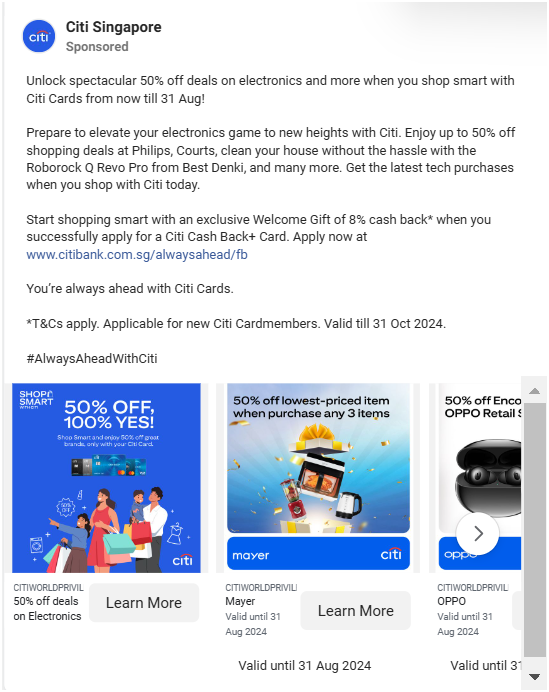 citi
Citi Singapore
Sponsored
Unlock spectacular 50% off deals on electronics and more when you shop smart with
Citi Cards from now till 31 Aug!
Prepare to elevate your electronics game to new heights with Citi. Enjoy up to 50% off
shopping deals at Philips, Courts, clean your house without the hassle with the
Roborock Q Revo Pro from Best Denki, and many more. Get the latest tech purchases
when you shop with Citi today.
Start shopping smart with an exclusive Welcome Gift of 8% cash back* when you
successfully apply for a Citi Cash Back+ Card. Apply now at
www.citibank.com.sg/alwaysahead/fb
You’re always ahead with Citi Cards.
*T&Cs apply. Applicable for new Citi Cardmembers. Valid till 31 Oct 2024.
#AlwaysAheadWithCiti
SHOP
SMART
50% OFF,
100% YES!
Shop Smart and enjoy 50% off great
brands, only with your Citi Card.
50%
OFF
citi
50% off lowest-priced item
when purchase any 3 items
mayer
citi
50% off Enco
OPPO Retail S
oppo
CITIWORLDPRIVIL
50% off deals
on Electronics
Learn More
CITIWORLDPRIVIL
Mayer
Valid until 31
Aug 2024
Learn More
CITIWORLDPRIVIL
OPPO
Valid until 31
Aug 2024
Valid until 31 Aug 2024
Valid until 31